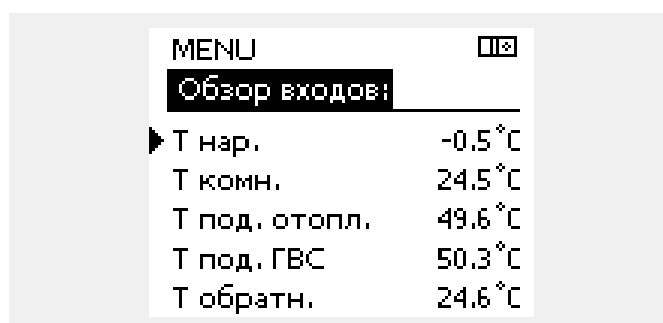 MENU
Обзор входов:
Т нар. -0.5°C
Т комн. 24.5°C
Т под. отопл. 49.6°C
Т под. ГВС 50.3°C
Т обратн. 24.6°C